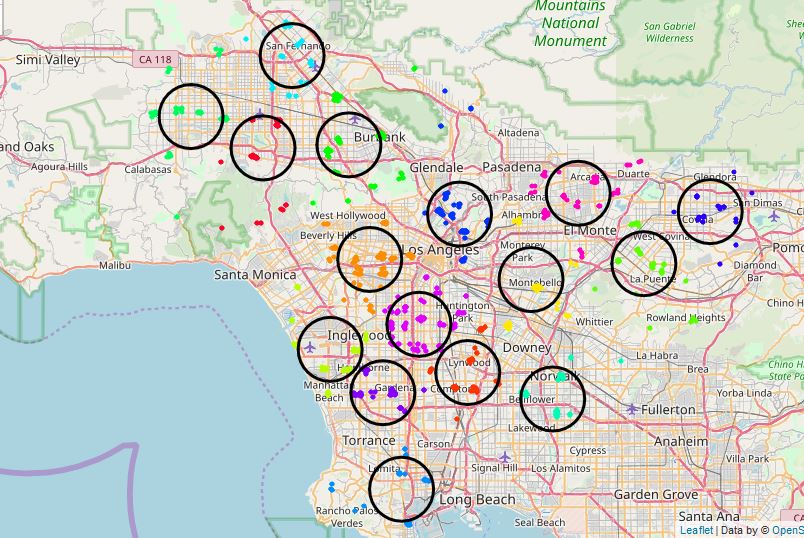 Mountains
National
Monument
San Gabriel
Wilderness
Simi Valley
CA 118
San Fernando
and Oaks
Agoura Hills
Calabasas
Burbank
Altadena
Glendale
Pasadena
Duarte
Arcadia
Glendora
South Pasadena
San Dimas
Covina
West Hollywood
Alhambra
Beverly Hills
El Monte
West Covina
Los Angeles
Monterey
Park
Pomo
Malibu
Santa Monica
Montebello
La Puente
Diamond
Bar
Huntington
Park
Chino H
Whittier
Rowland Heights
Inglewood
Downey
La Habra
Lynwood
Brea
Chino Hi
State P
Hawthorne
Norwalk
Manhattan
Beach
Gardena
Compton
Bellflower
Yorba Linda
Fullerton
Lakewood
Torrance
Carson
Cypress
Anaheim
Lomita
Signal Hill
Los Alamitos
Villa Park
Long Beach
Garden Grove
Rancho Palos
Verdes
Seal Beach
Santa Ana
Leaflet | Data by © OpenS